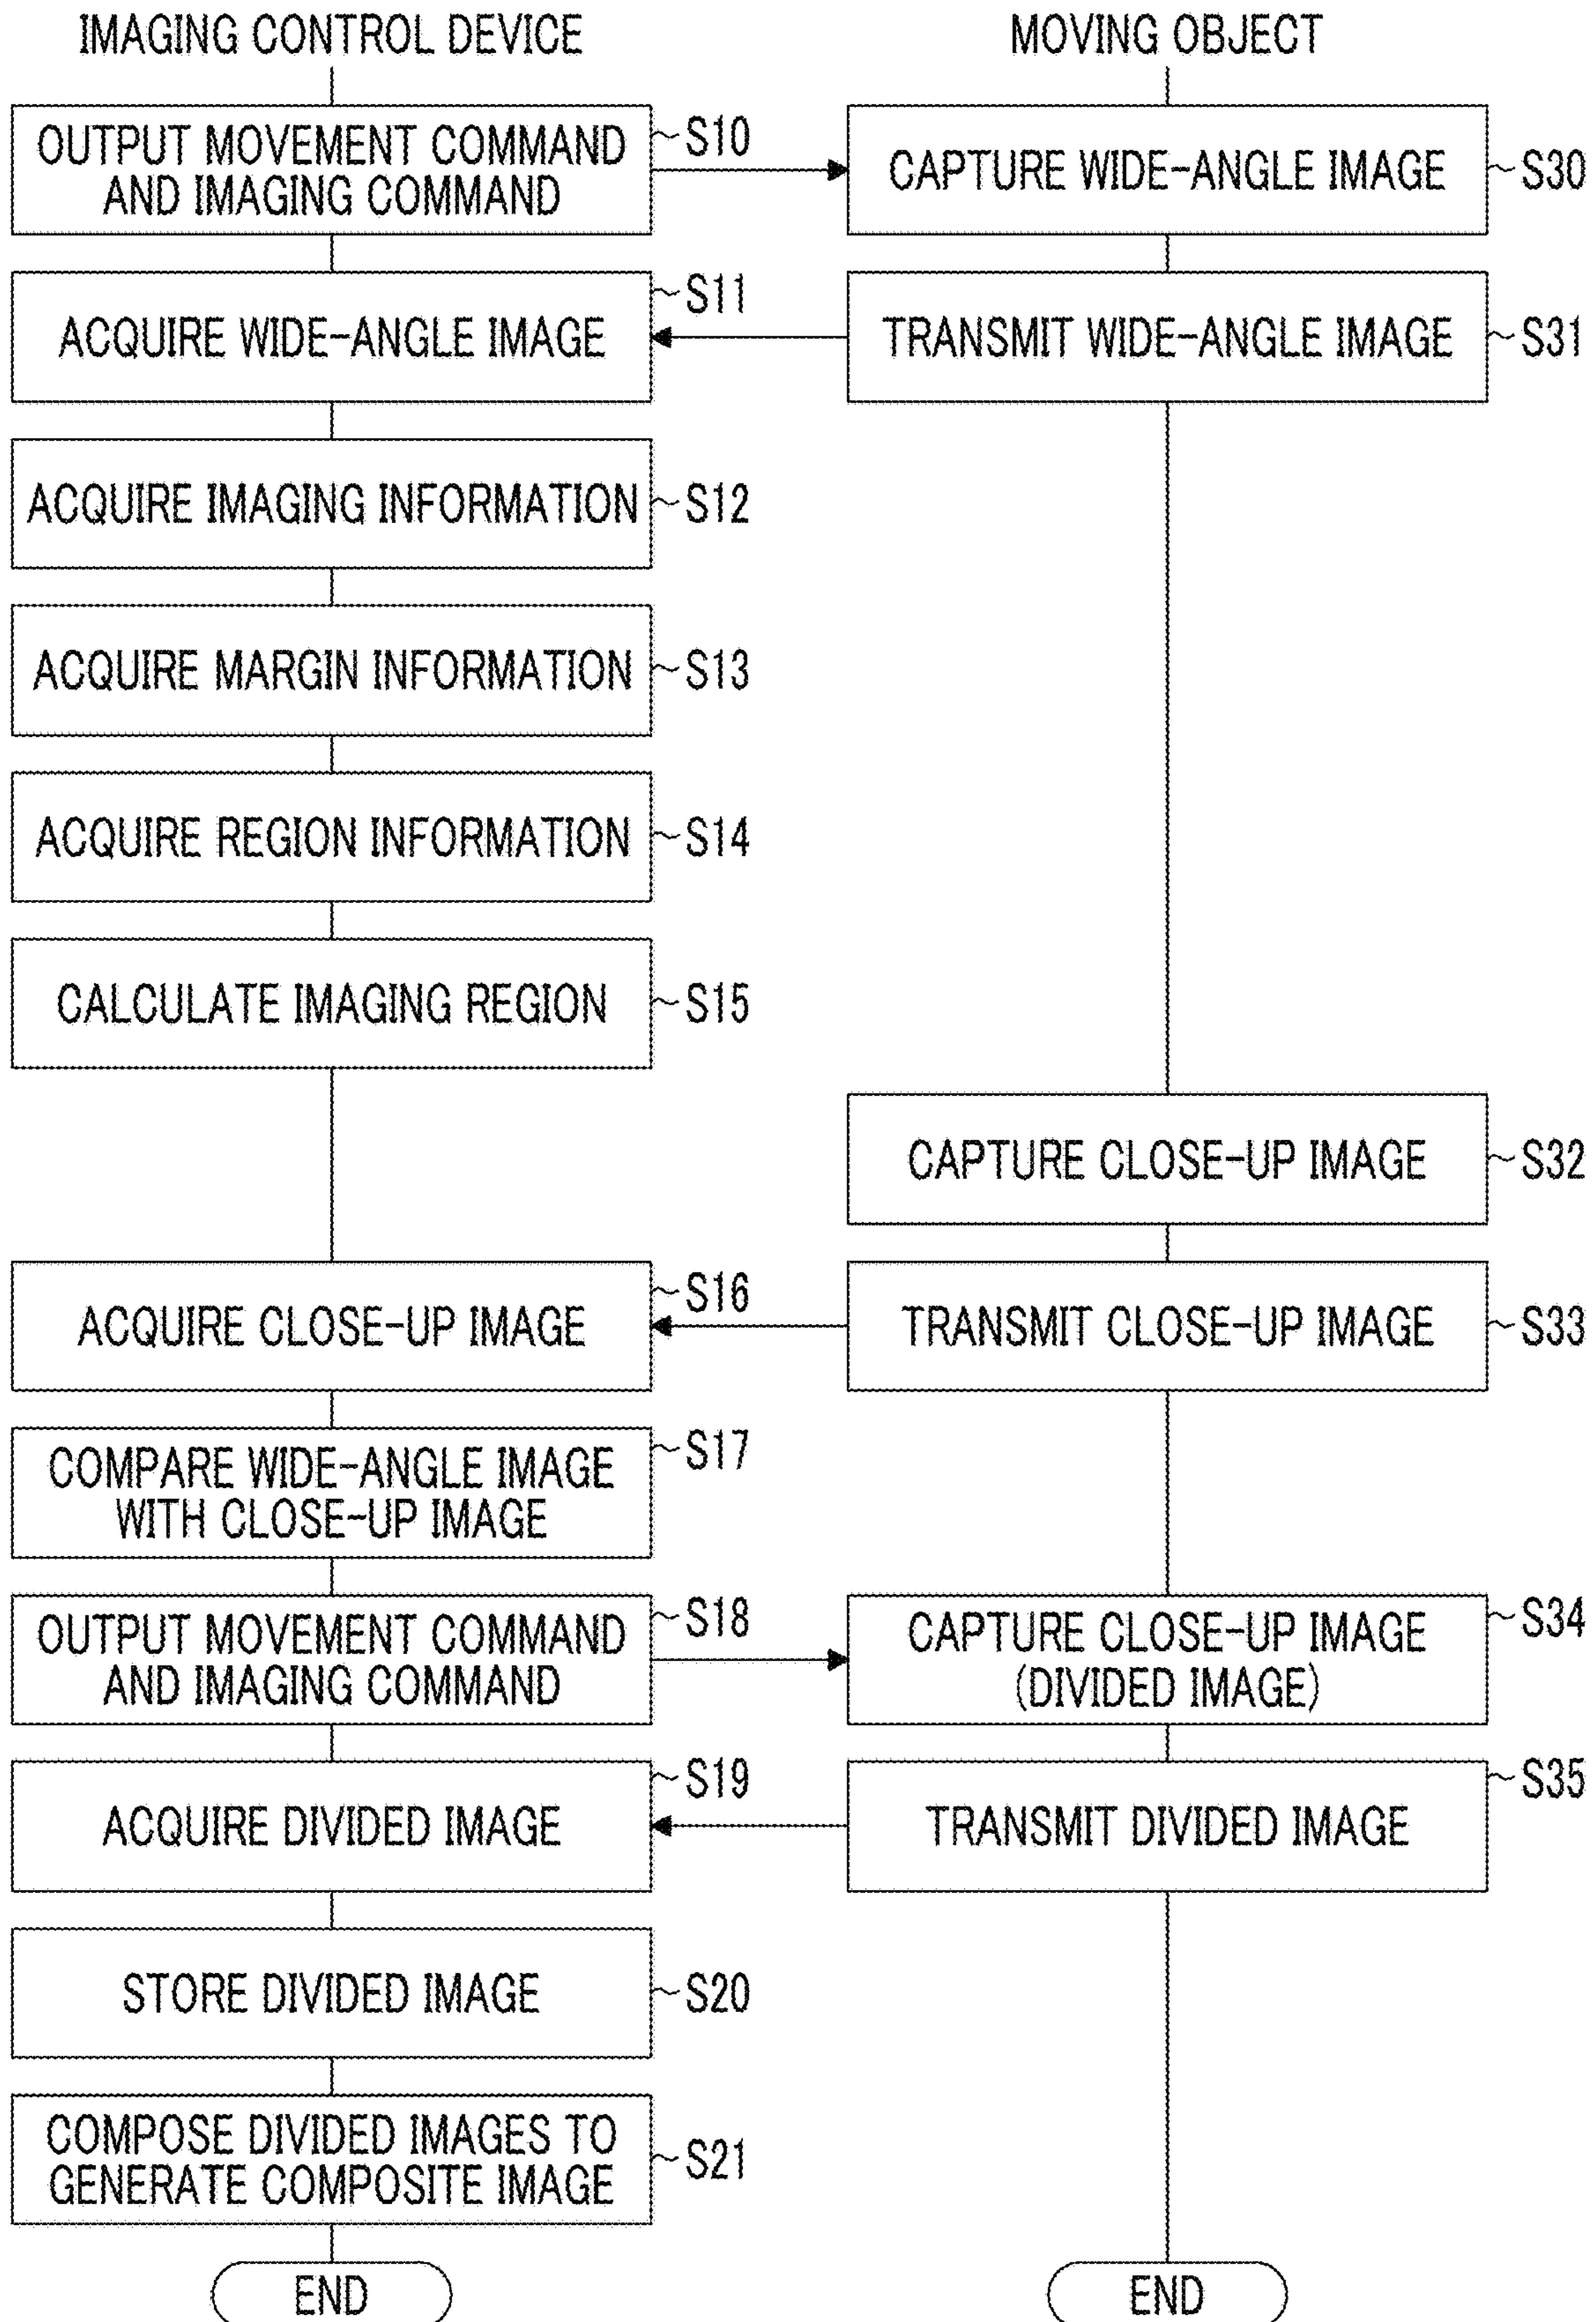 IMAGING CONTROL DEVICE
MOVING OBJECT
OUTPUT MOVEMENT COMMAND
AND IMAGING COMMAND
S10
CAPTURE WIDE-ANGLE IMAGE
S30
ACQUIRE WIDE-ANGLE IMAGE
S11
TRANSMIT WIDE-ANGLE IMAGE
S31
ACQUIRE IMAGING INFORMATION
S12
ACQUIRE MARGIN INFORMATION
S13
ACQUIRE REGION INFORMATION
S14
CALCULATE IMAGING REGION
S15
CAPTURE CLOSE-UP IMAGE
S32
ACQUIRE CLOSE-UP IMAGE
S16
TRANSMIT CLOSE-UP IMAGE
S33
COMPARE WIDE-ANGLE IMAGE
WITH CLOSE-UP IMAGE
S17
OUTPUT MOVEMENT COMMAND
AND IMAGING COMMAND
S18
CAPTURE CLOSE-UP IMAGE
(DIVIDED IMAGE)
S34
ACQUIRE DIVIDED IMAGE
S19
TRANSMIT DIVIDED IMAGE
S35
STORE DIVIDED IMAGE
S20
COMPOSE DIVIDED IMAGES TO
GENERATE COMPOSITE IMAGE
S21
END
END